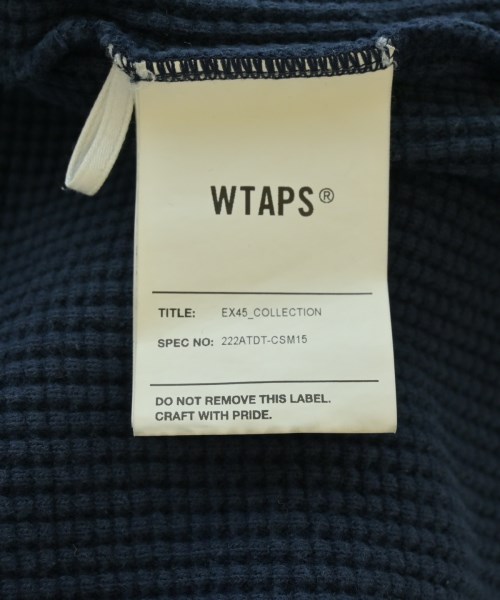 WTAPS®
TITLE: EX45_COLLECTION
SPEC NO: 222ATDT-CSM15
DO NOT REMOVE THIS LABEL.
CRAFT WITH PRIDE.